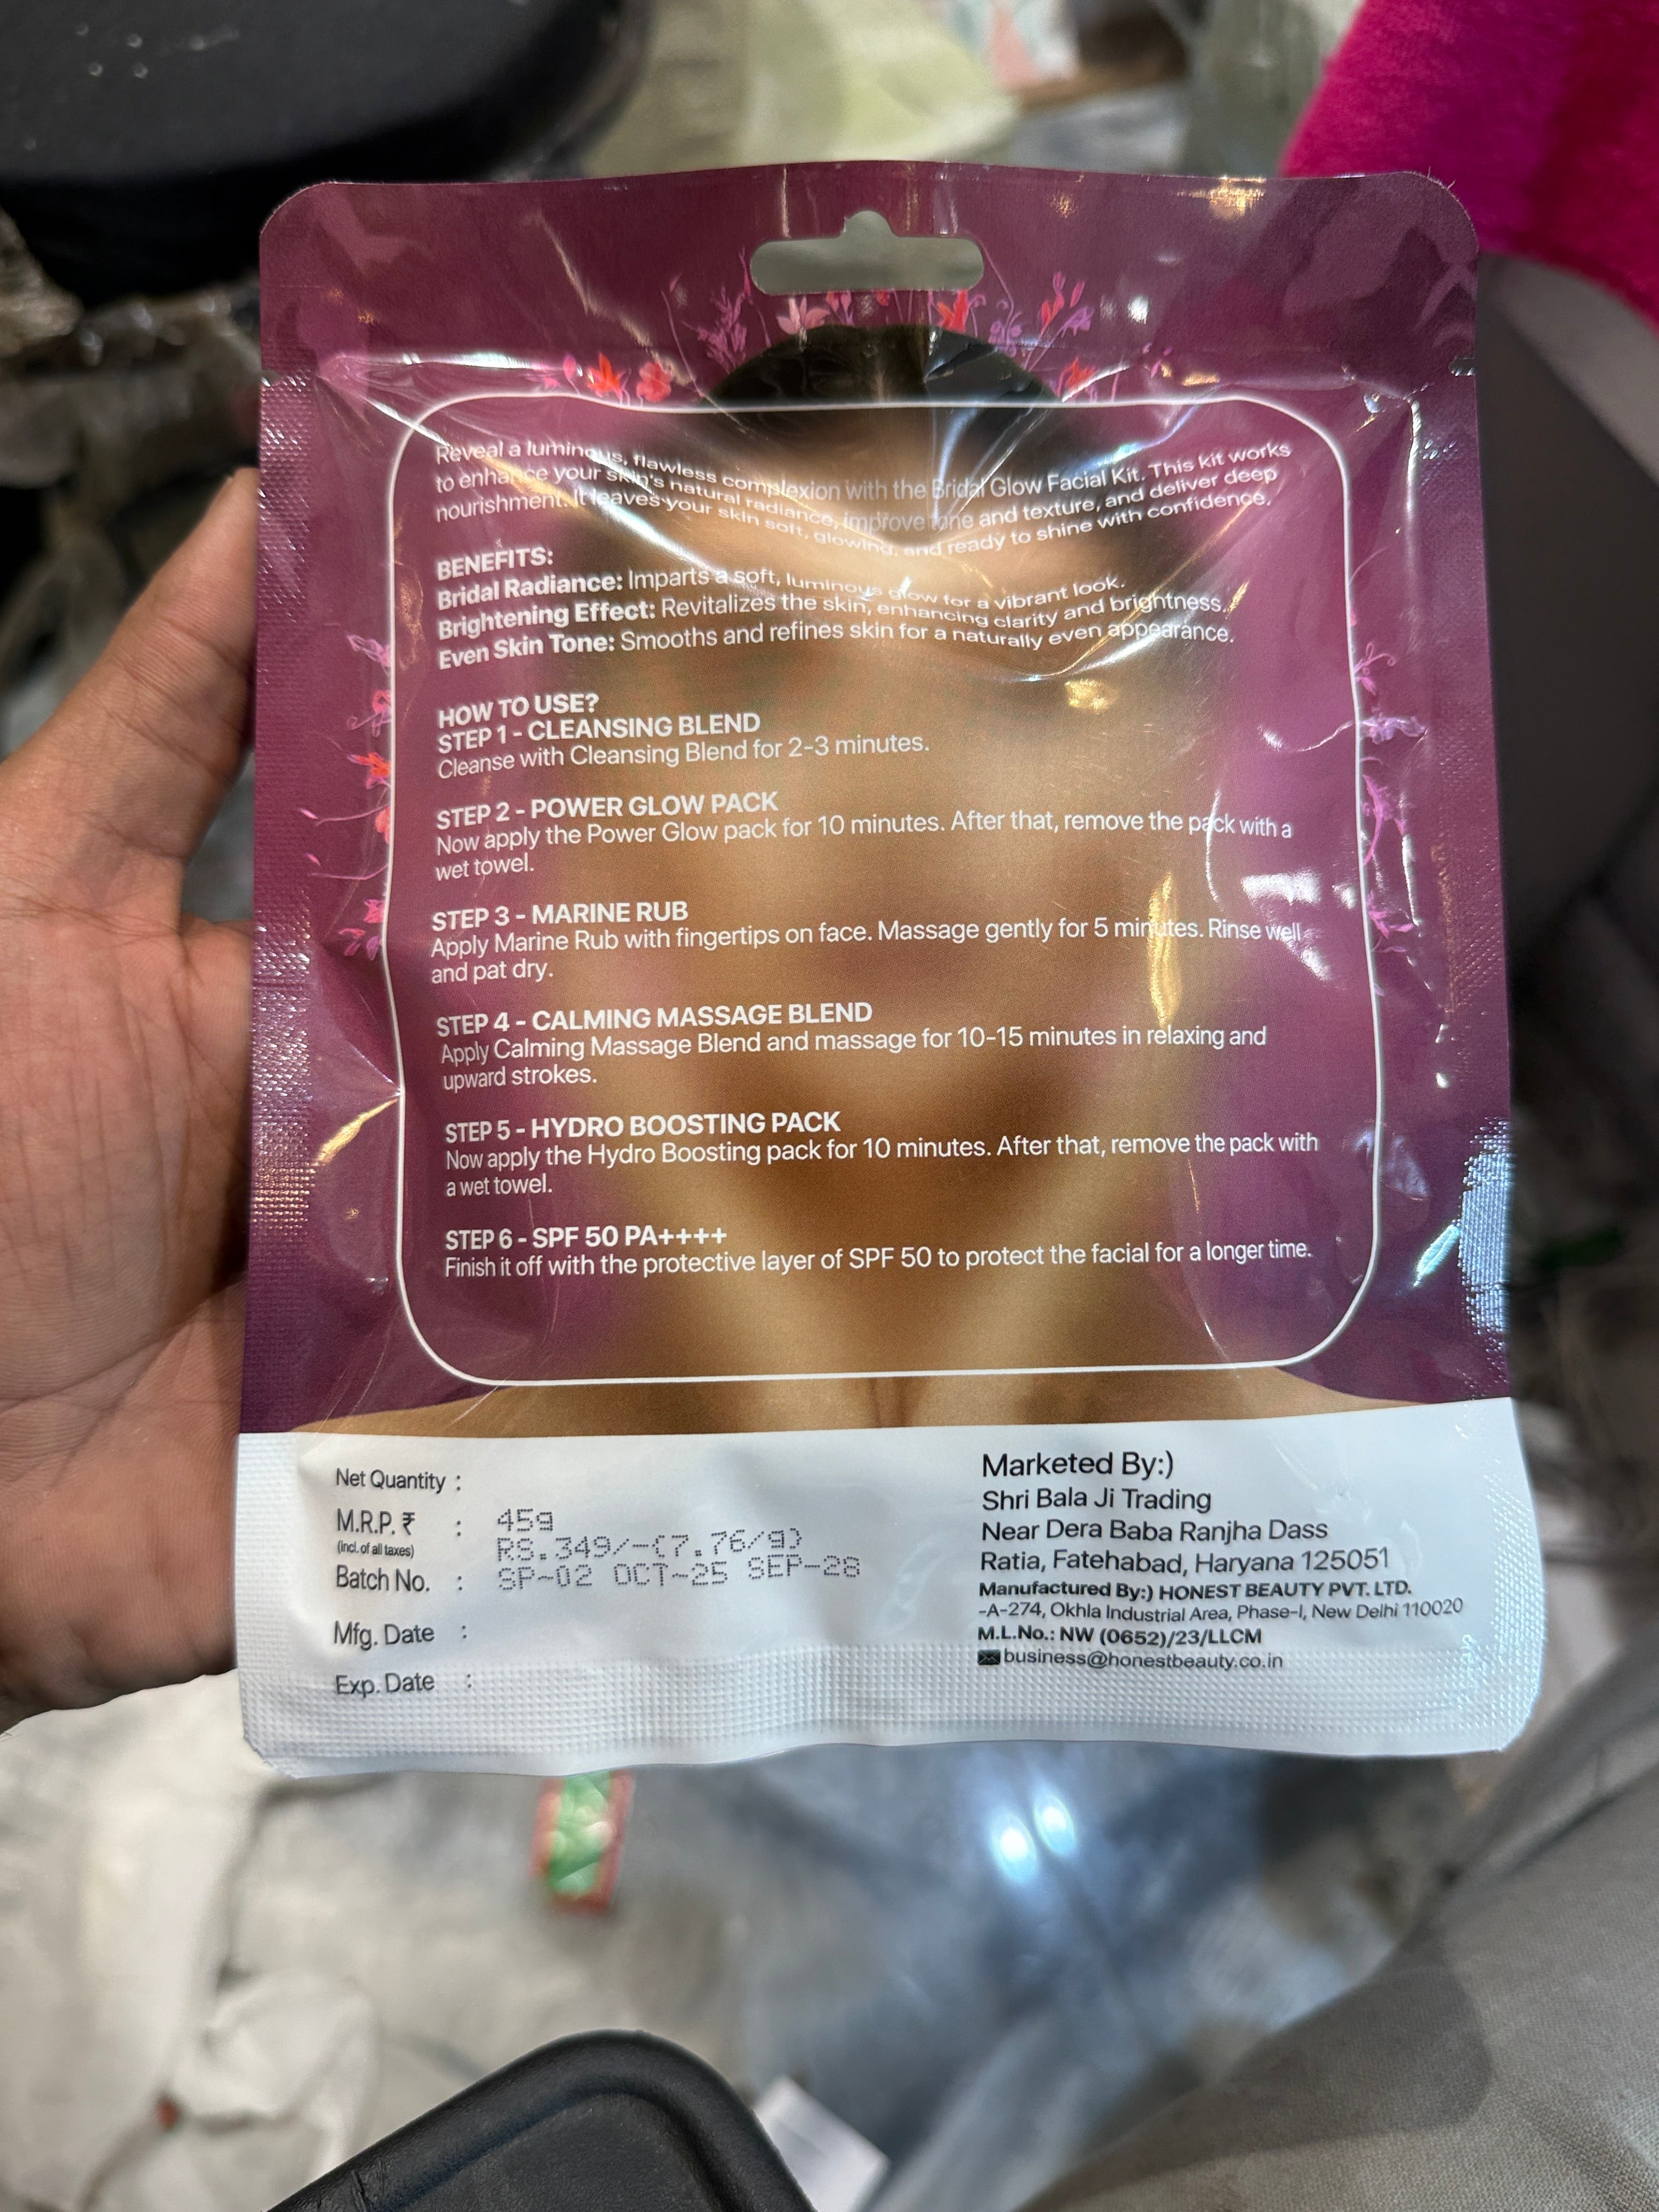 Reveal a luminous, flawless complexion with the Bridal Glow Facial Kit. This kit works
to enhance your skin's natural radiance, improve tone and texture, and deliver deep
nourishment. It leaves your skin soft, glowing, and ready to shine with confidence.
BENEFITS:
Bridal Radiance: Imparts a soft, luminous glow for a vibrant look.
Brightening Effect: Revitalizes the skin, enhancing clarity and brightness.
Even Skin Tone: Smooths and refines skin for a naturally even appearance.
HOW TO USE?
STEP 1 - CLEANSING BLEND
Cleanse with Cleansing Blend for 2-3 minutes.
STEP 2 - POWER GLOW PACK
Now apply the Power Glow pack for 10 minutes. After that, remove the pack with a
wet towel.
STEP 3 - MARINE RUB
Apply Marine Rub with fingertips on face. Massage gently for 5 minutes. Rinse well
and pat dry.
STEP 4 - CALMING MASSAGE BLEND
Apply Calming Massage Blend and massage for 10-15 minutes in relaxing and
upward strokes.
STEP 5 - HYDRO BOOSTING PACK
Now apply the Hydro Boosting pack for 10 minutes. After that, remove the pack with
a wet towel.
STEP 6 - SPF 50 PA++++
Finish it off with the protective layer of SPF 50 to protect the facial for a longer time.
Net Quantity :
M.R.P. ₹ : 45g
(incl. of all taxes) RS.349/-(7.76/g)
Batch No. : SP-02 OCT-25 SEP-28
Mfg. Date :
Exp. Date :
Marketed By:)
Shri Bala Ji Trading
Near Dera Baba Ranjha Dass
Ratia, Fatehabad, Haryana 125051
Manufactured By:) HONEST BEAUTY PVT. LTD.
-A-274, Okhla Industrial Area, Phase-I, New Delhi 110020
M.L.No.: NW (0652)/23/LLCM
business@honestbeauty.co.in